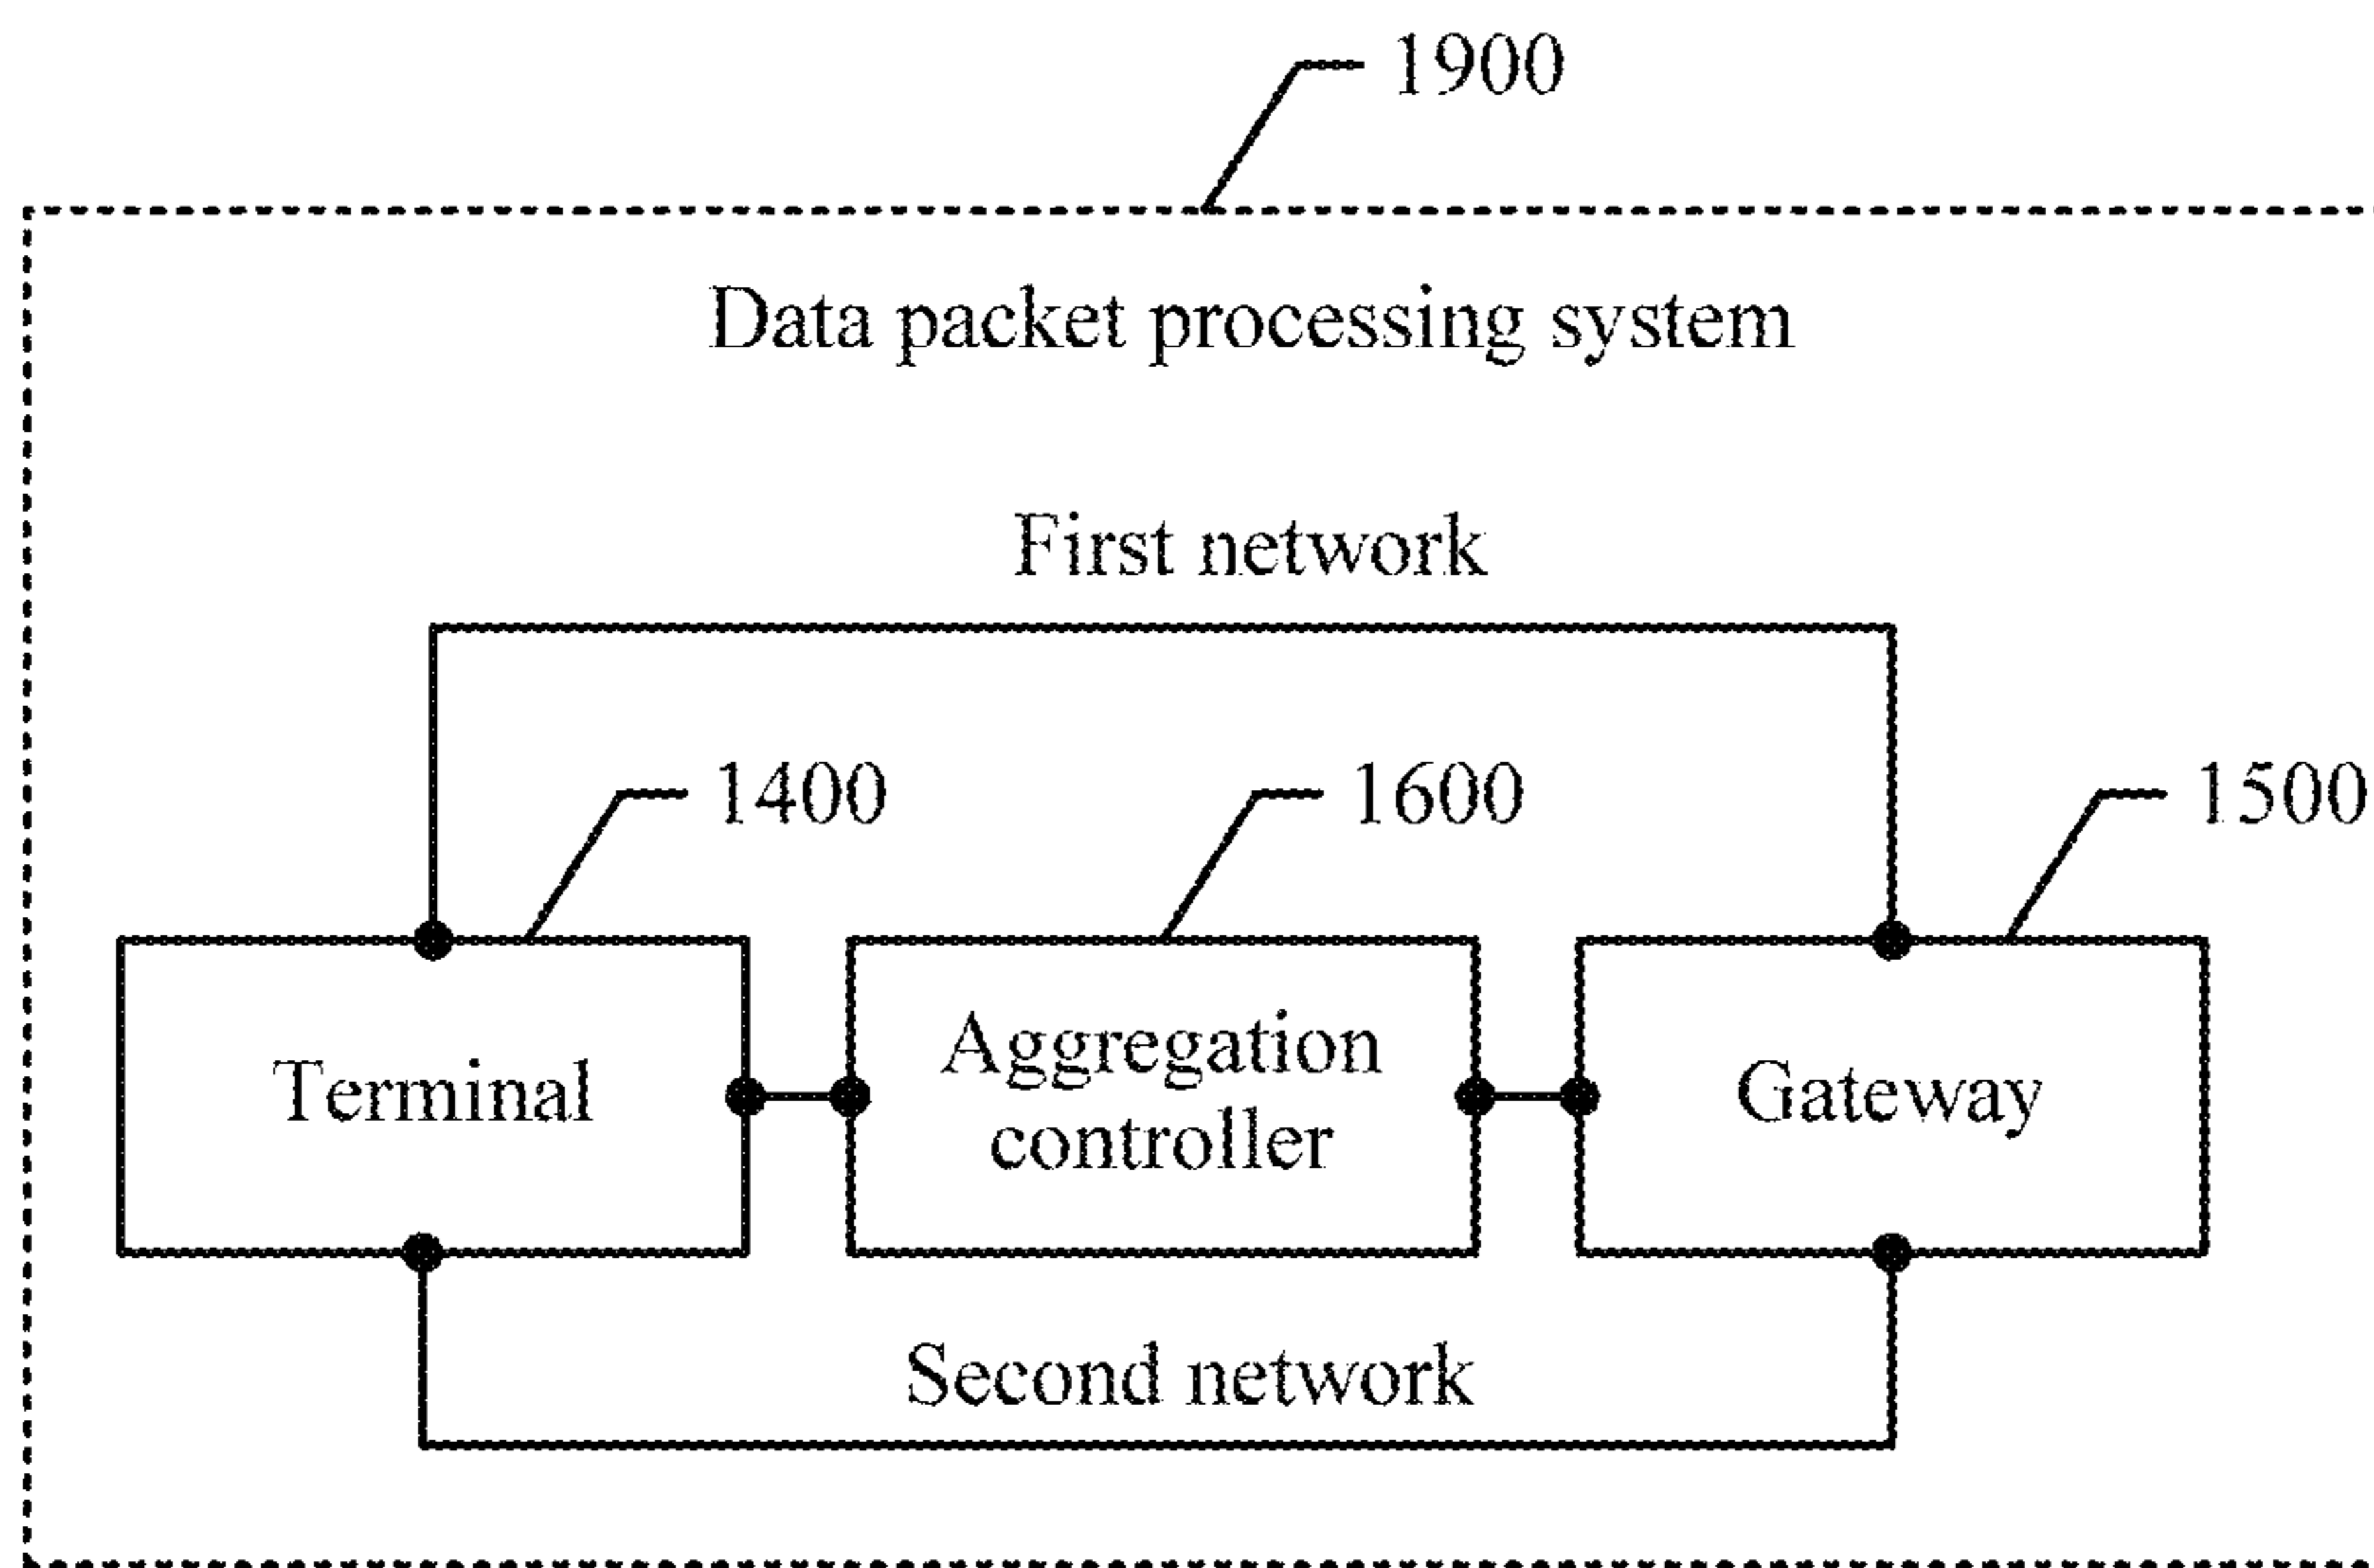 1900
Data packet processing system
First network
1400
1600
1500
Terminal
Aggregation
controller
Gateway
Second network